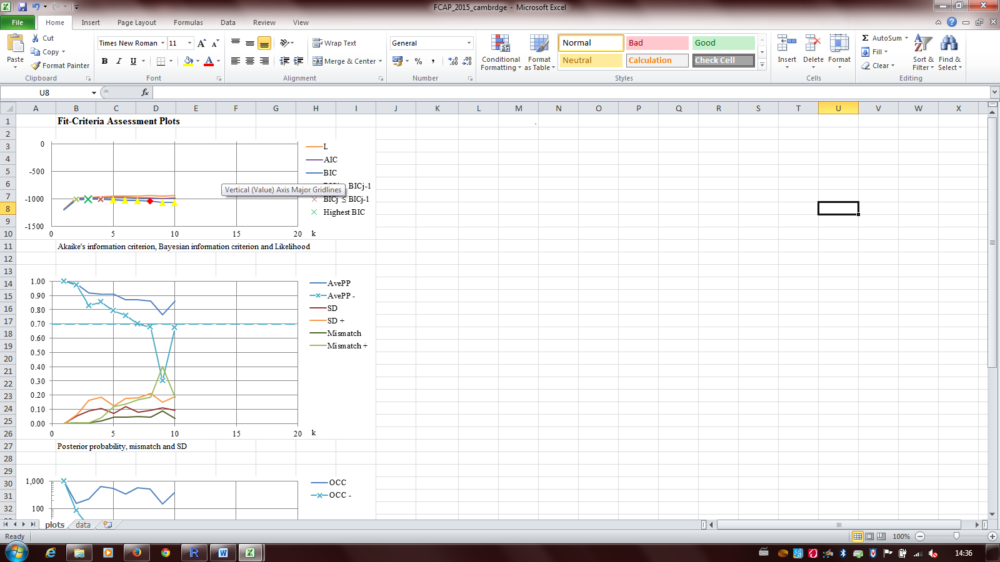 FCAP_2015_cambrdge - Microsoft Excel
File Home Insert Page Layout Formulas Data Review View
Paste
Cut
Copy
Format Painter
Clipboard
Times New Roman 11
B I U
Font
Wrap Text
Merge & Center
Alignment
General
% ,
Number
Conditional Formatting
Format as Table
Normal Bad Good
Neutral Calculation Check Cell
Styles
Insert Delete Format
Cells
AutoSum
Fill
Clear
Sort & Filter
Find & Select
Editing
U8 fx
A B C D E F G H I J K L M N O P Q R S T U V W X
1 Fit-Criteria Assessment Plots .
2
3 0 L
4 AIC
5 -500 BIC
6 BICj-1
Vertical (Value) Axis Major Gridlines
7 -1000 BICj ≤ BICj-1
8 Highest BIC
9 -1500
10 0 5 10 15 20 k
11 Akaike's information criterion, Bayesian information criterion and Likelihood
12
13
14 1.00 AvePP
15 0.90 AvePP -
16 0.80 SD
17 0.70 SD +
18 0.60 Mismatch
19 0.50 Mismatch +
20
21 0.40
22 0.30
23 0.20
24 0.10
25 0.00
26 0 5 10 15 20 k
27 Posterior probability, mismatch and SD
28
29
30 1,000 OCC
31 OCC -
32 100
plots data
Ready 100%
14:36